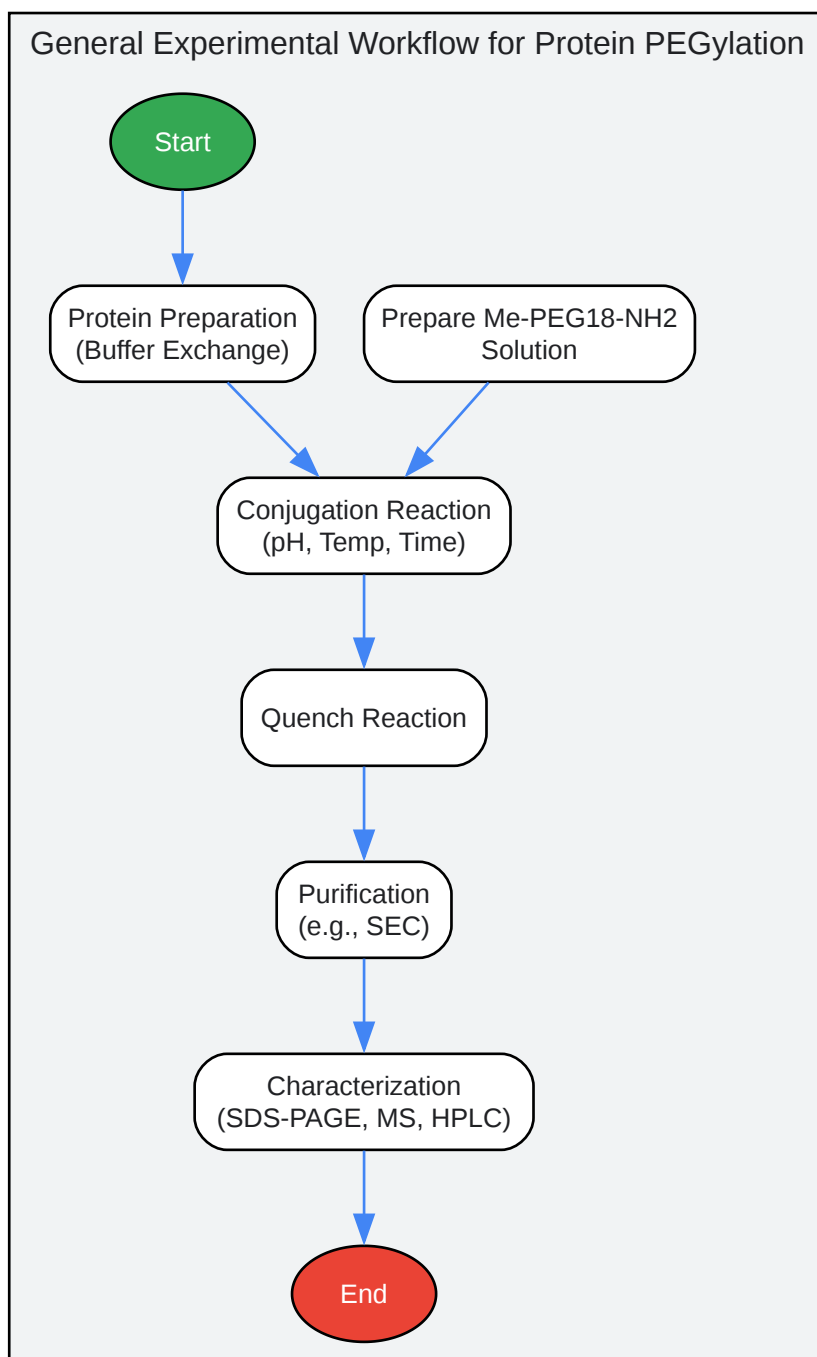 General Experimental Workflow for Protein PEGylation
Start
Protein Preparation
(Buffer Exchange)
Prepare Me-PEG18-NH2
Solution
Conjugation Reaction
(pH, Temp, Time)
Quench Reaction
Purification
(e.g., SEC)
Characterization
(SDS-PAGE, MS, HPLC)
End